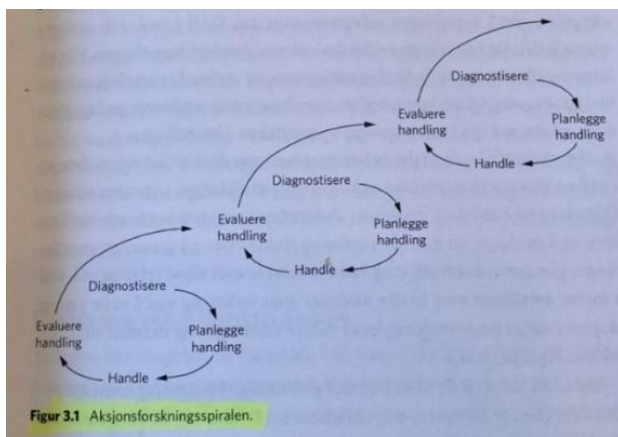 Diagnostisere
Evaluere
handling
Planlegge
handling
Handle
Diagnostisere
Evaluere
handling
Planlegge
handling
Handle
Diagnostisere
Evaluere
handling
Planlegge
handling
Handle
Figur 3.1 Aksjonsforskningsspiralen.